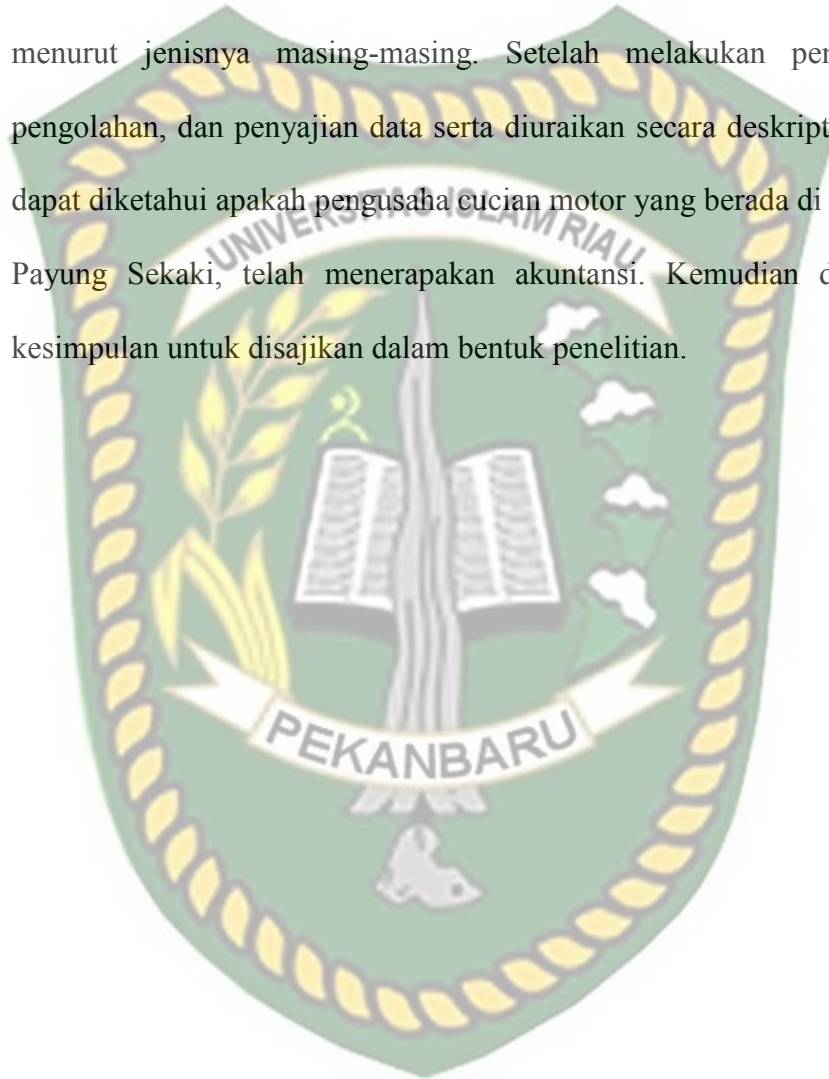 menurut jenisnya masing-masing. Setelah melakukan per
pengolahan, dan penyajian data serta diuraikan secara deskript
dapat diketahui apakah pengusaha cucian motor yang berada di
Payung Sekaki, telah menerapakan akuntansi. Kemudian d
kesimpulan untuk disajikan dalam bentuk penelitian.
UNIVERSITAS ISLAM RIAU
PEKANBARU